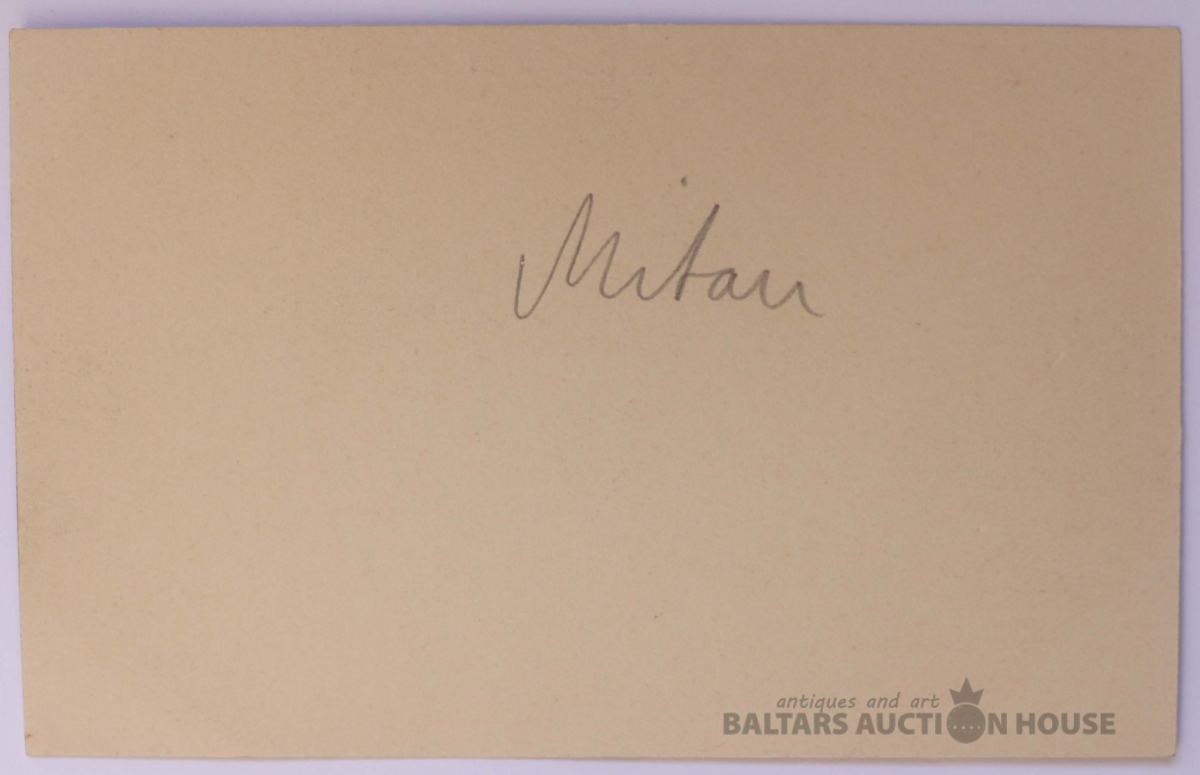 Mitau
antiques and art
BALTARS AUCTION HOUSE